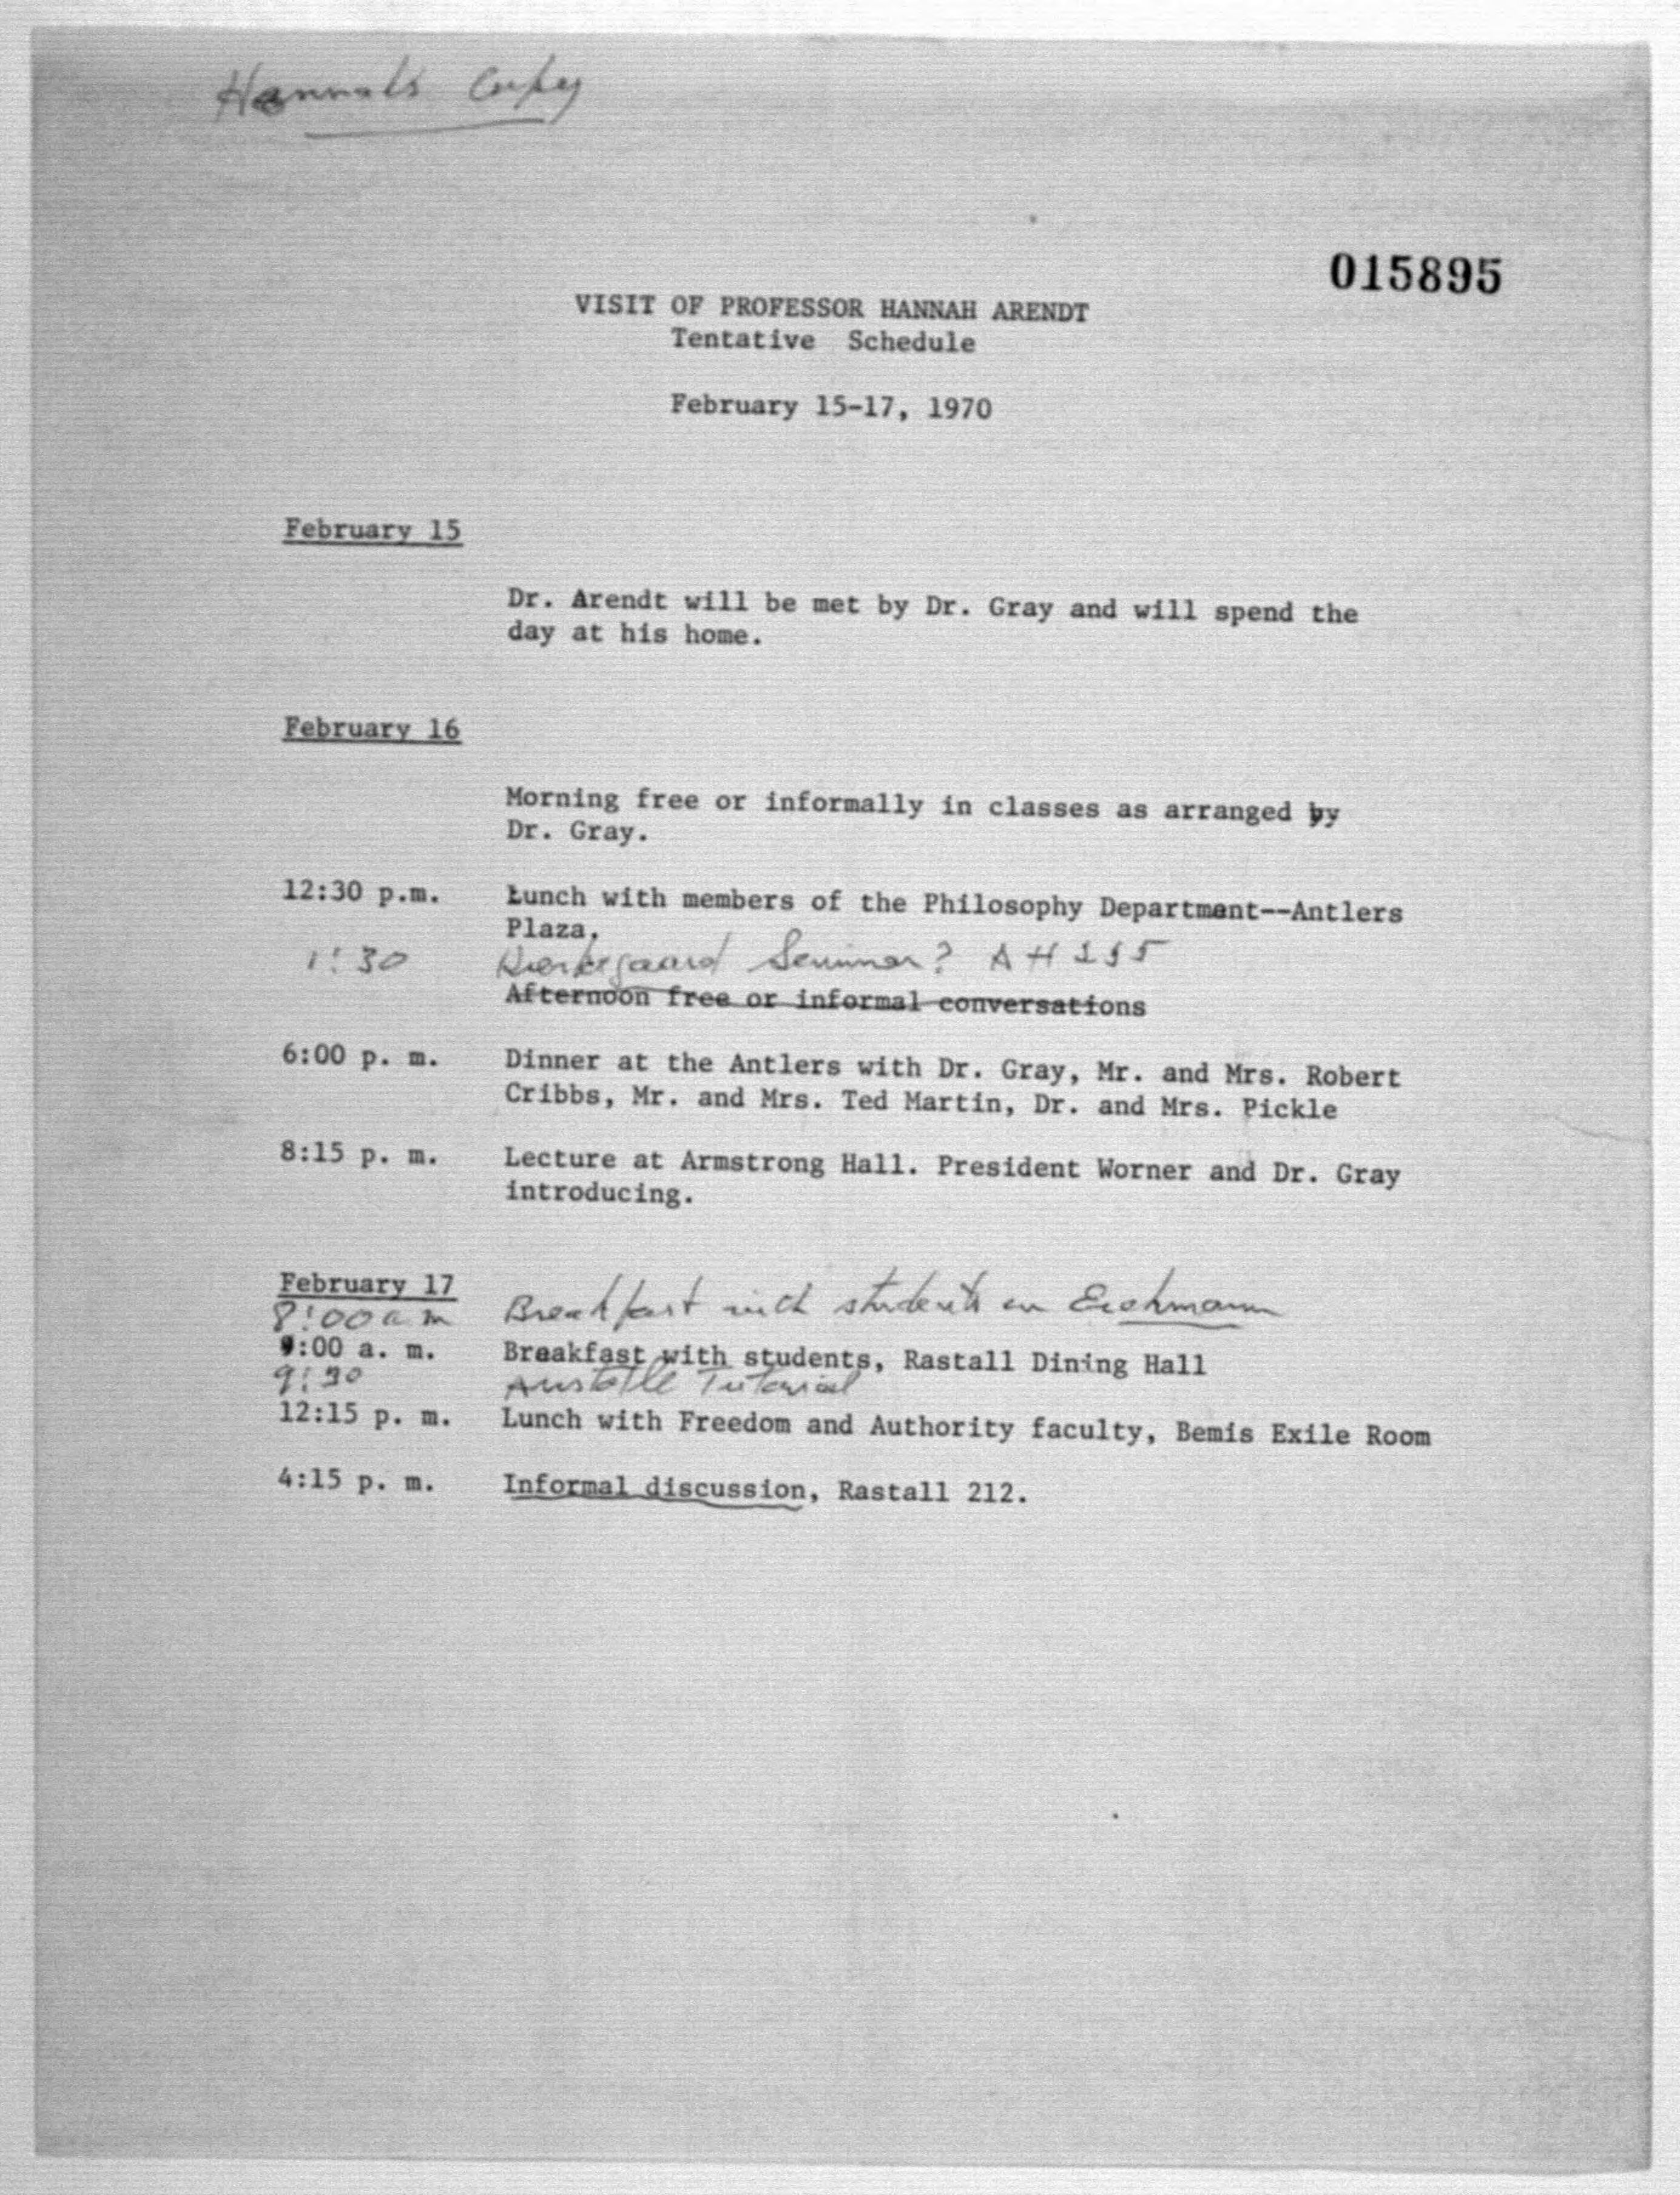 Hannah's Copy
015895
VISIT OF PROFESSOR HANNAH ARENDT
Tentative Schedule
February 15-17, 1970
February 15
Dr. Arendt will be met by Dr. Gray and will spend the
day at his home.
February 16
Morning free or informally in classes as arranged by
Dr. Gray.
12:30 p.m. Lunch with members of the Philosophy Department--Antlers
Plaza.
1:30 Kierkegaard Seminar? AH 155
Afternoon free or informal conversations
6:00 p. m. Dinner at the Antlers with Dr. Gray, Mr. and Mrs. Robert
Cribbs, Mr. and Mrs. Ted Martin, Dr. and Mrs. Pickle
8:15 p. m. Lecture at Armstrong Hall. President Worner and Dr. Gray
introducing.
February 17
8:00 a m Breakfast with students on Eichmann
9:00 a. m. Breakfast with students, Rastall Dining Hall
9:30 Aristotle Tutorial
12:15 p. m. Lunch with Freedom and Authority faculty, Bemis Exile Room
4:15 p. m. Informal discussion, Rastall 212.